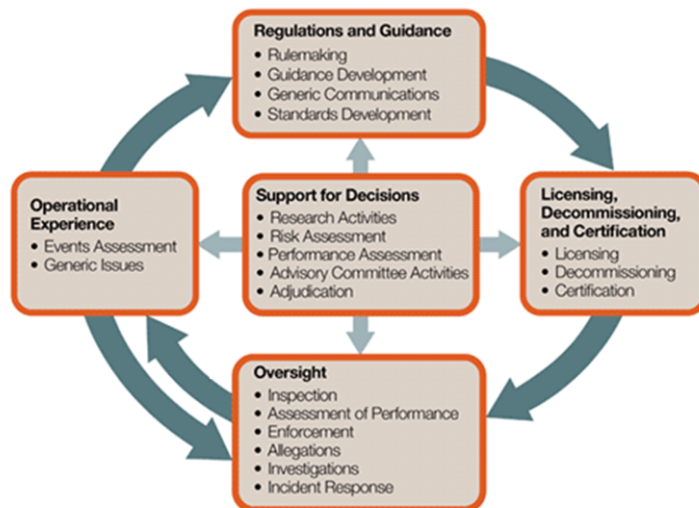 Regulations and Guidance
• Rulemaking
• Guidance Development
• Generic Communications
• Standards Development
Operational
Experience
• Events Assessment
• Generic Issues
Support for Decisions
• Research Activities
• Risk Assessment
• Performance Assessment
• Advisory Committee Activities
• Adjudication
Licensing,
Decommissioning,
and Certification
• Licensing
• Decommissioning
• Certification
Oversight
• Inspection
• Assessment of Performance
• Enforcement
• Allegations
• Investigations
• Incident Response